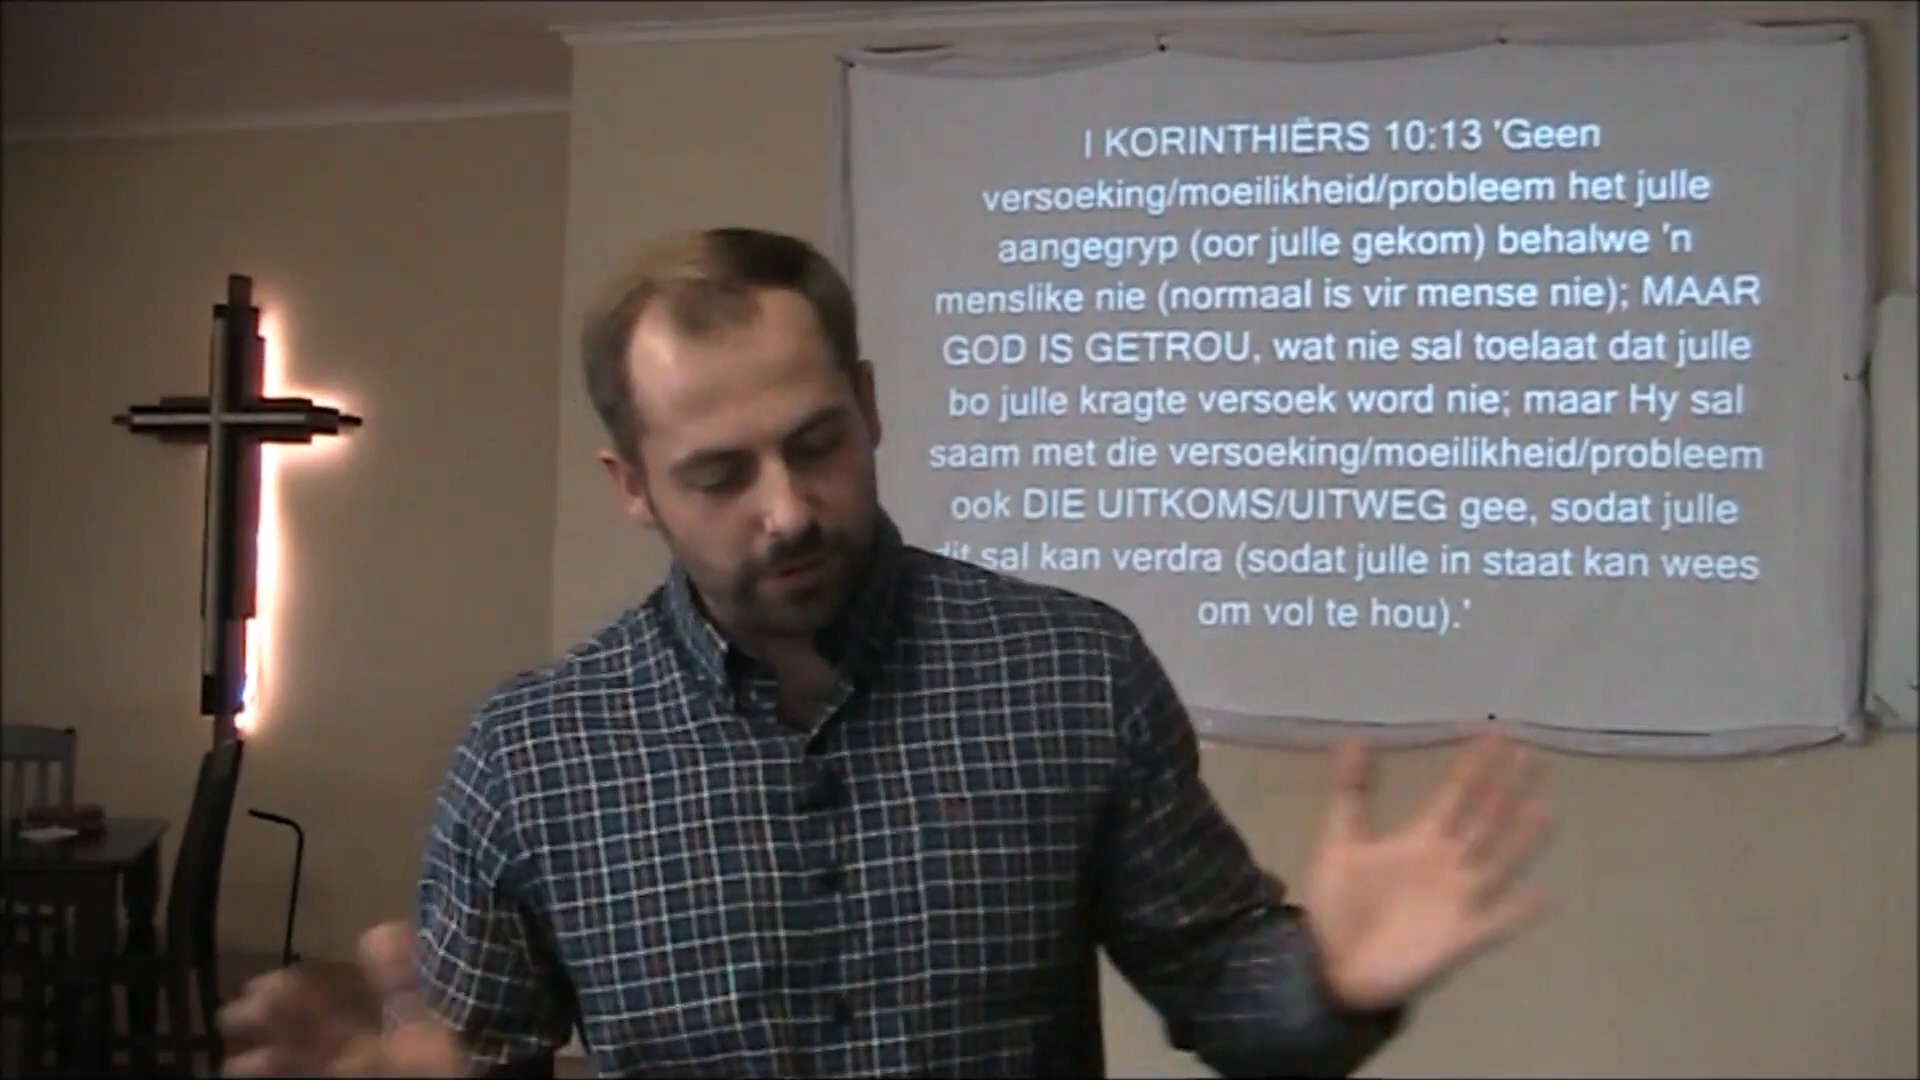 I KORINTHIËRS 10:13 'Geen
versoeking/moeilikheid/probleem het julle
aangegryp (oor julle gekom) behalwe 'n
menslike nie (normaal is vir mense nie); MAAR
GOD IS GETROU, wat nie sal toelaat dat julle
bo julle kragte versoek word nie; maar Hy sal
saam met die versoeking/moeilikheid/probleem
ook DIE UITKOMS/UITWEG gee, sodat julle
dit sal kan verdra (sodat julle in staat kan wees
om vol te hou).'